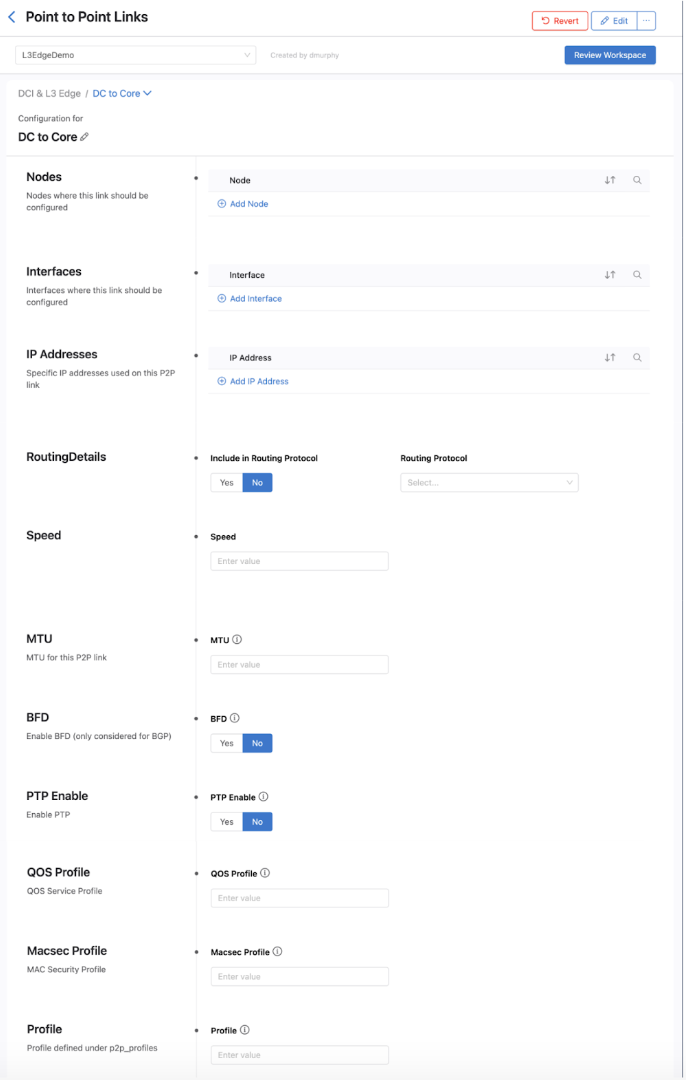 Point to Point Links
Revert
Edit
...
L3EdgeDemo
Created by dmurphy
Review Workspace
DCI & L3 Edge / DC to Core
Configuration for
DC to Core
Nodes
Nodes where this link should be
configured
Node
Add Node
Interfaces
Interfaces where this link should be
configured
Interface
Add Interface
IP Addresses
Specific IP addresses used on this P2P
link
IP Address
Add IP Address
RoutingDetails
Include in Routing Protocol
Yes No
Routing Protocol
Select...
Speed
Speed
Enter value
MTU
MTU for this P2P link
MTU
Enter value
BFD
Enable BFD (only considered for BGP)
BFD
Yes No
PTP Enable
Enable PTP
PTP Enable
Yes No
QOS Profile
QOS Service Profile
QOS Profile
Enter value
Macsec Profile
MAC Security Profile
Macsec Profile
Enter value
Profile
Profile defined under p2p_profiles
Profile
Enter value